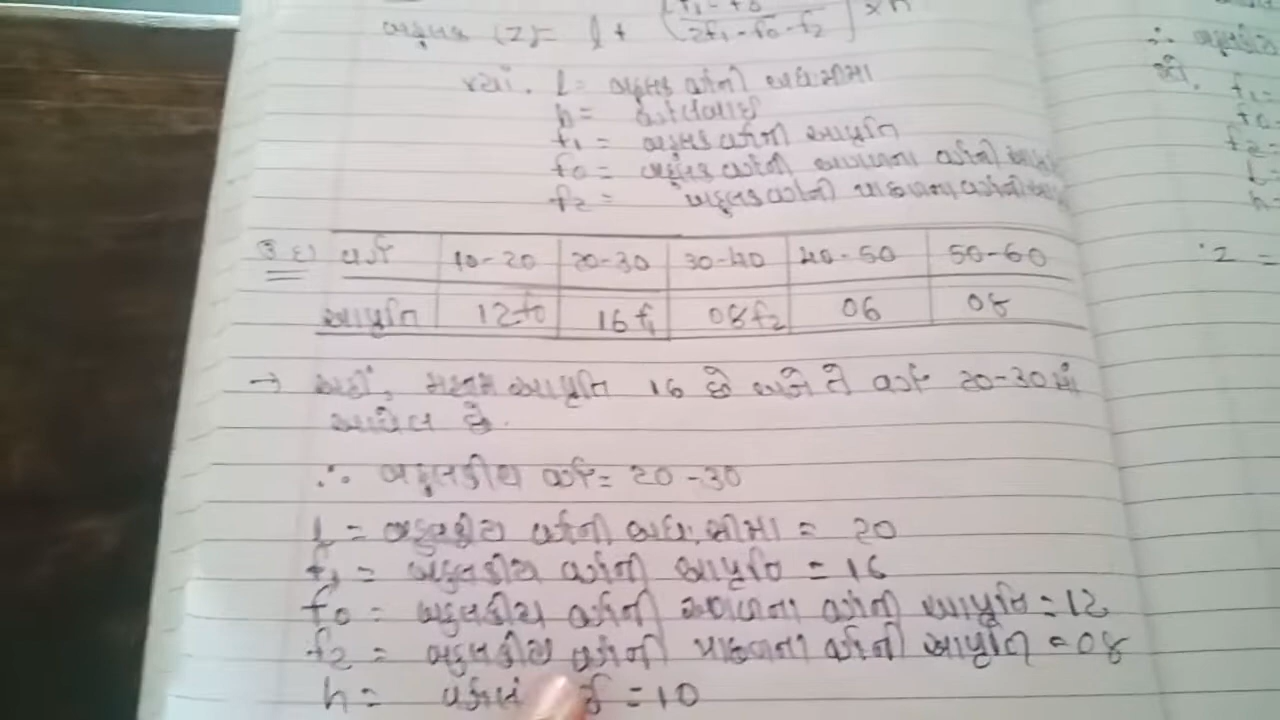 બહુલક (Z) = l + [f1 - f0 / 2f1 - f0 - f2] × h
જ્યાં, l = બહુલક વર્ગની અધઃસીમા
h = વર્ગલંબાઈ
f1 = બહુલક વર્ગની આવૃતિ
f0 = બહુલક વર્ગની આગળના વર્ગની
f2 = બહુલક વર્ગની પાછળના વર્ગની
વર્ગ 10-20 20-30 30-40 40-50 50-60
આવૃતિ 12 f0 16 f1 08 f2 06 08
→ અહીં, મહત્તમ આવૃતિ 16 છે અને તે વર્ગ 20-30માં
આવેલ છે.
∴ બહુલકીય વર્ગ = 20-30
l = બહુલકીય વર્ગની અધઃસીમા = 20
f1 = બહુલકીય વર્ગની આવૃતિ = 16
f0 = બહુલકીય વર્ગની આગળના વર્ગની આવૃતિ = 12
f2 = બહુલકીય વર્ગની પાછળના વર્ગની આવૃતિ = 08
h = = 10
∴
f1 =
f0 =
f2 =
l =
h =
∴ Z =